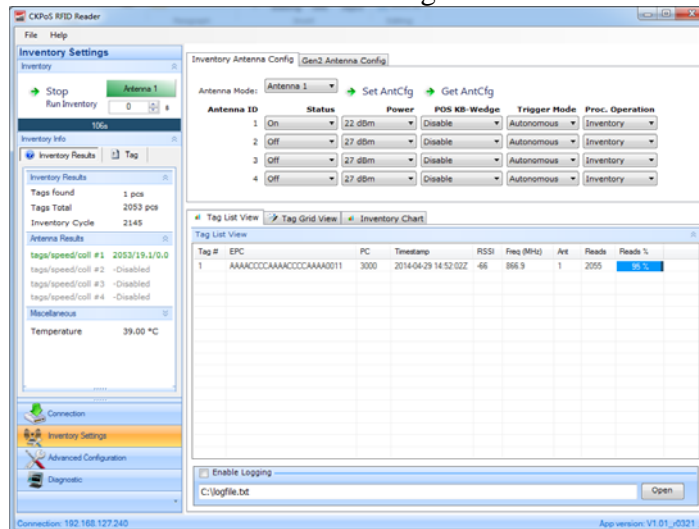 CKPoS RFID Reader
File Help
Inventory Settings
Inventory
Stop
Run Inventory
Antenna 1
0 s
106s
Inventory Info
Inventory Results Tag
Inventory Results
Tags found 1 pcs
Tags Total 2053 pcs
Inventory Cycle 2145
Antenna Results
tags/speed/coll #1 2053/19.1/0.0
tags/speed/coll #2 -Disabled
tags/speed/coll #3 -Disabled
tags/speed/coll #4 -Disabled
Miscellaneous
Temperature 39.00 °C
Connection
Inventory Settings
Advanced Configuration
Diagnostic
Inventory Antenna Config Gen2 Antenna Config
Antenna Mode: Antenna 1 Set AntCfg Get AntCfg
Antenna ID Status Power POS KB-Wedge Trigger Mode Proc. Operation
1 On 22 dBm Disable Autonomous Inventory
2 Off 27 dBm Disable Autonomous Inventory
3 Off 27 dBm Disable Autonomous Inventory
4 Off 27 dBm Disable Autonomous Inventory
Tag List View Tag Grid View Inventory Chart
Tag List View
Tag # EPC PC Timestamp RSSI Freq (MHz) Ant Reads Reads %
1 AAAACCCCAAAACCCCAAAA0011 3000 2014-04-29 14:52:02Z -66 866.9 1 2055 95 %
Enable Logging
C:\logfile.txt Open
Connection: 192.168.127.240 App version: V1.01_r0321